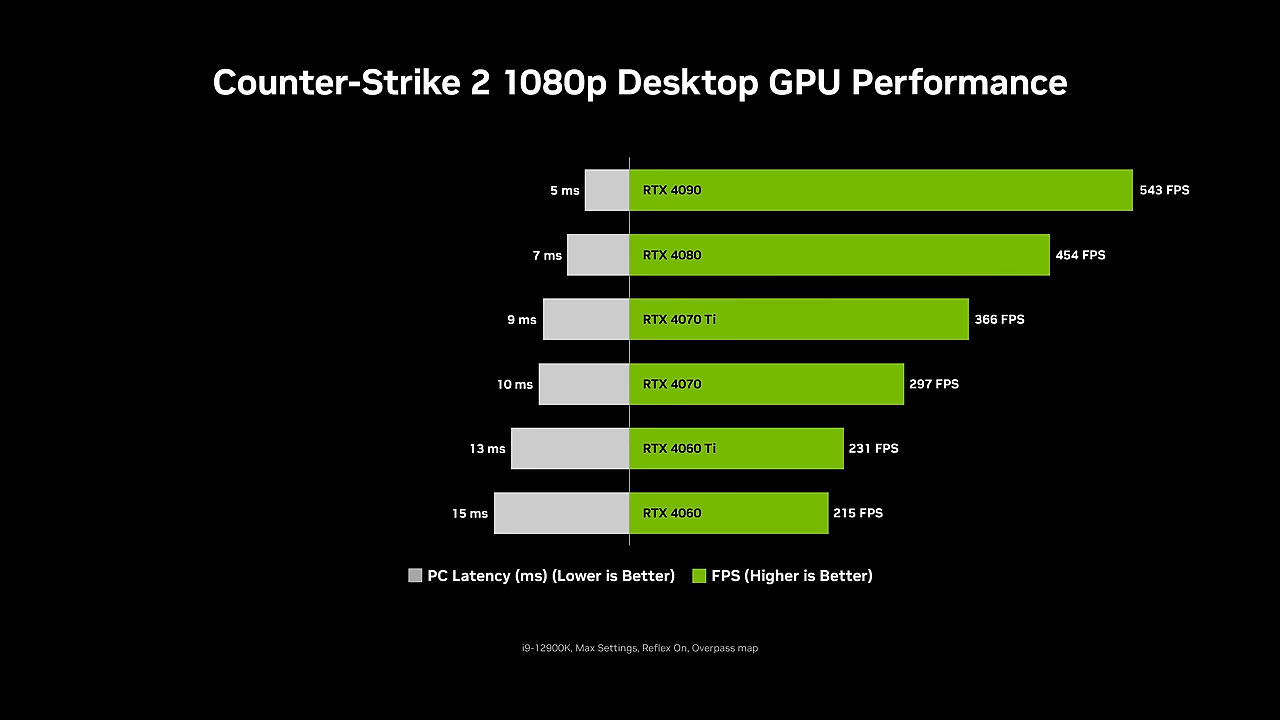 Counter-Strike 2 1080p Desktop GPU Performance
5 ms RTX 4090 543 FPS
7 ms RTX 4080 454 FPS
9 ms RTX 4070 Ti 366 FPS
10 ms RTX 4070 297 FPS
13 ms RTX 4060 Ti 231 FPS
15 ms RTX 4060 215 FPS
PC Latency (ms) (Lower is Better) FPS (Higher is Better)
i9-12900K, Max Settings, Reflex On, Overpass map